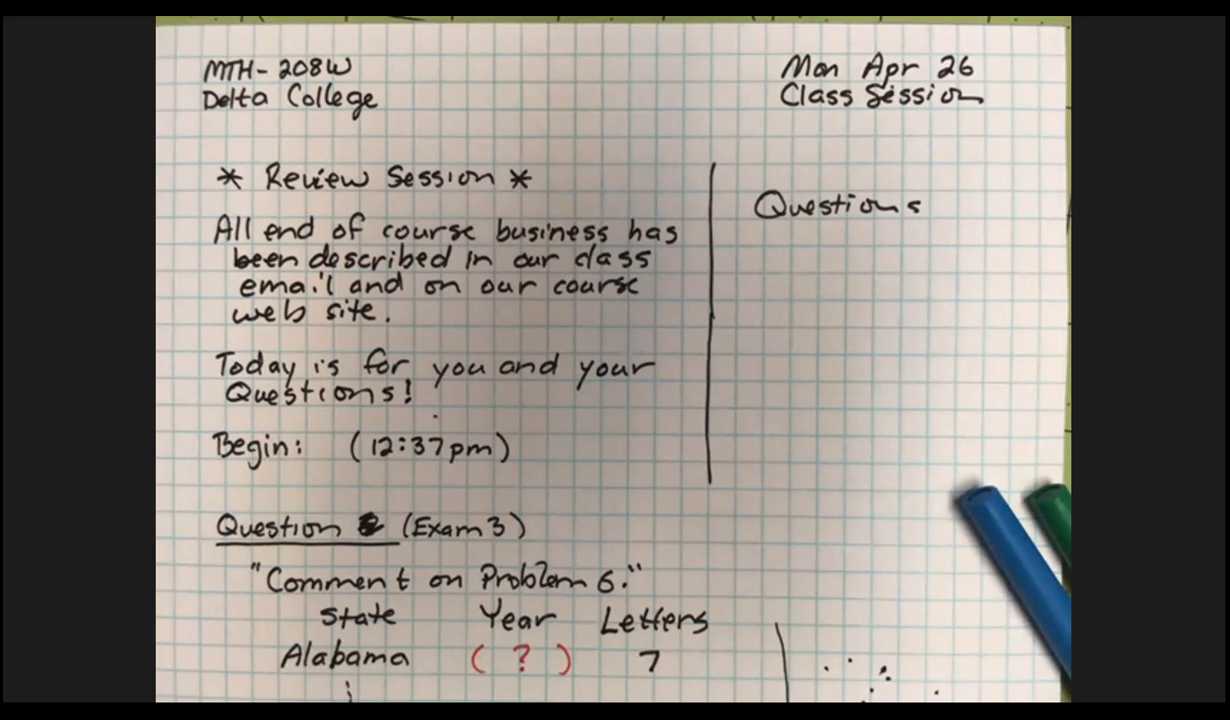 MTH-208W
Delta College
Mon Apr 26
Class Session
* Review Session *
All end of course business has
been described in our class
email and on our course
web site.
Today is for you and your
Questions!
Begin: (12:37pm)
Questions
Question (Exam 3)
"Comment on Problem 6."
State Year Letters
Alabama ( ? ) 7